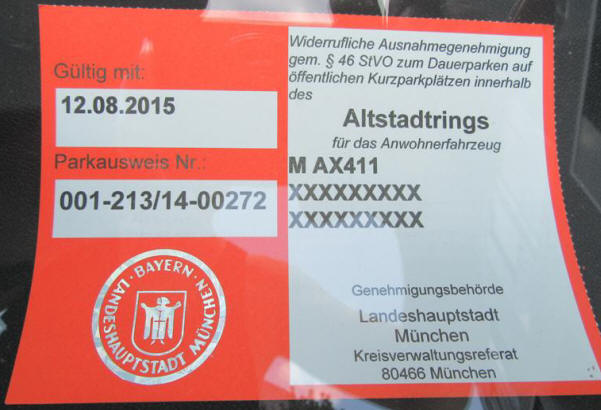 Gültig mit:
12.08.2015
Parkausweis Nr.:
001-213/14-00272
BAYERN · LANDESHAUPTSTADT MÜNCHEN ·
Widerrufliche Ausnahmegenehmigung
gem. § 46 StVO zum Dauerparken auf
öffentlichen Kurzparkplätzen innerhalb
des
Altstadtrings
für das Anwohnerfahrzeug
M AX411
XXXXXXXXX
XXXXXXXXX
Genehmigungsbehörde
Landeshauptstadt
München
Kreisverwaltungsreferat
80466 München